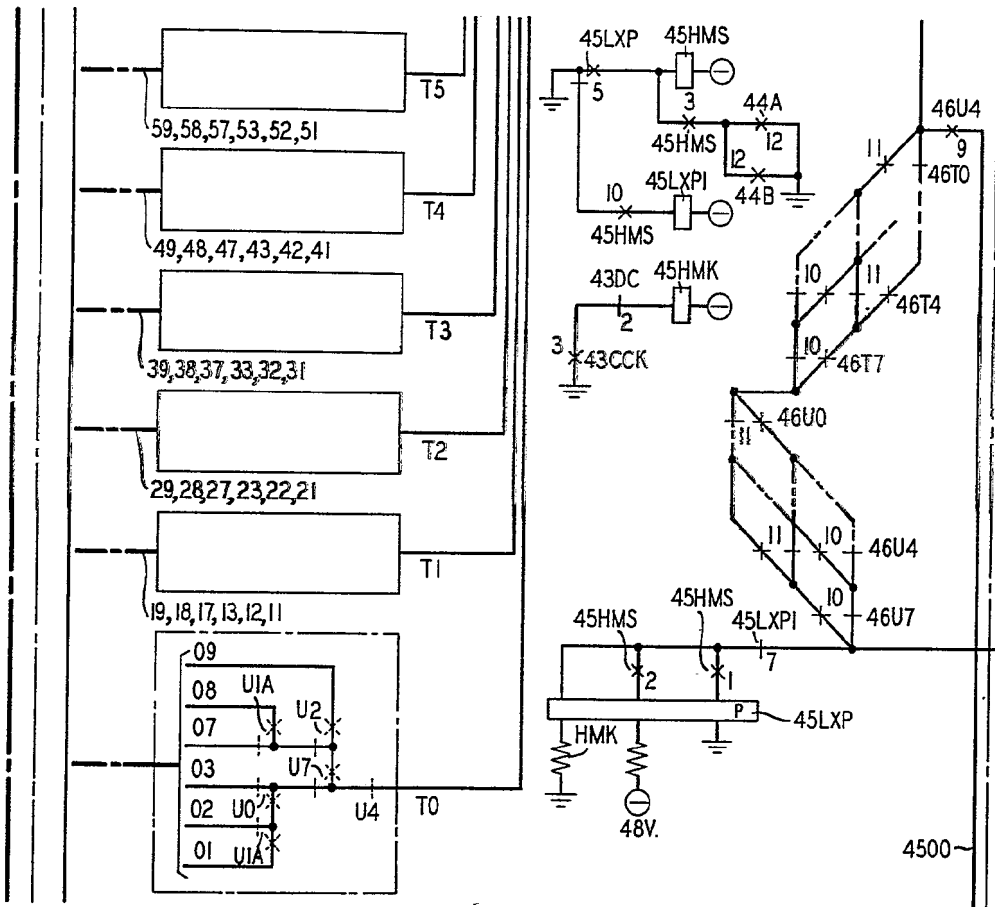 T5
59, 58, 57, 53, 52, 51
T4
49, 48, 47, 43, 42, 41
T3
39, 38, 37, 33, 32, 31
T2
29, 28, 27, 23, 22, 21
T1
19, 18, 17, 13, 12, 11
09
08
07
03
02
01
U1A
U2
U7
U0
U1A
U4
T0
45LXP
45HMS
5
3
45HMS
44A
12
12
44B
10
45HMS
45LXP1
43DC
2
45HMK
3
43CCK
46U4
9
11
46T0
10
11
46T4
10
46T7
11
46U0
11
10
46U4
10
46U7
45HMS
45HMS
45LXP1
2
1
7
P
45LXP
HMK
48V.
4500